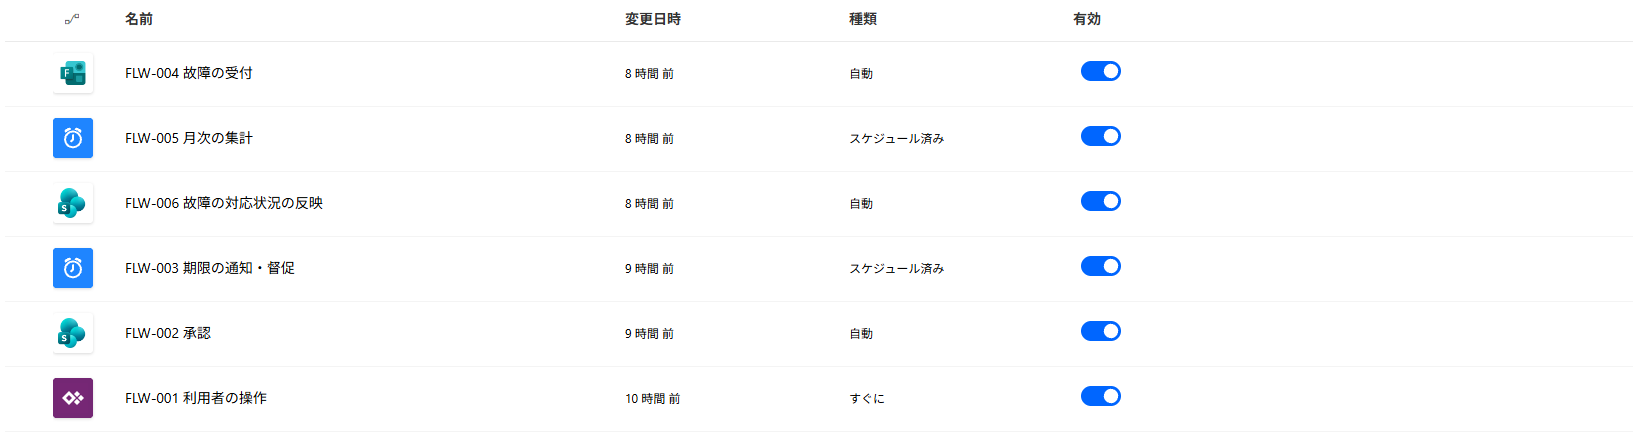 名前 変更日時 種類 有効
FLW-004 故障の受付 8 時間 前 自動
FLW-005 月次の集計 8 時間 前 スケジュール済み
FLW-006 故障の対応状況の反映 8 時間 前 自動
FLW-003 期限の通知・督促 9 時間 前 スケジュール済み
FLW-002 承認 9 時間 前 自動
FLW-001 利用者の操作 10 時間 前 すぐに